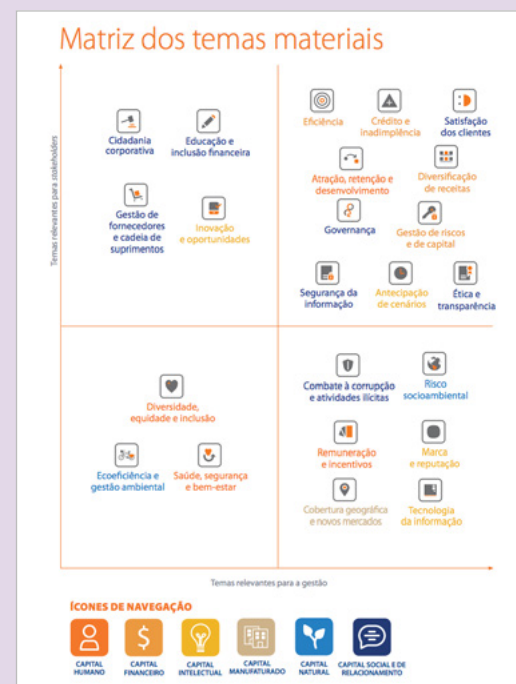 Matriz dos temas materiais
Temas relevantes para stakeholders
Cidadania
corporativa
Educação e
inclusão financeira
Gestão de
fornecedores
e cadeia de
suprimentos
Inovação
e oportunidades
Eficiência
Crédito e
inadimplência
Satisfação
dos clientes
Atração, retenção e
desenvolvimento
Diversificação
de receitas
Governança
Gestão de riscos
e de capital
Segurança da
informação
Antecipação
de cenários
Ética e
transparência
Diversidade,
equidade e inclusão
Ecoeficiência e
gestão ambiental
Saúde, segurança
e bem-estar
Combate à corrupção
e atividades ilícitas
Risco
socioambiental
Remuneração
e incentivos
Marca
e reputação
Cobertura geográfica
e novos mercados
Tecnologia
da informação
Temas relevantes para a gestão
ÍCONES DE NAVEGAÇÃO
CAPITAL
HUMANO
CAPITAL
FINANCEIRO
CAPITAL
INTELECTUAL
CAPITAL
MANUFATURADO
CAPITAL
NATURAL
CAPITAL SOCIAL E DE
RELACIONAMENTO